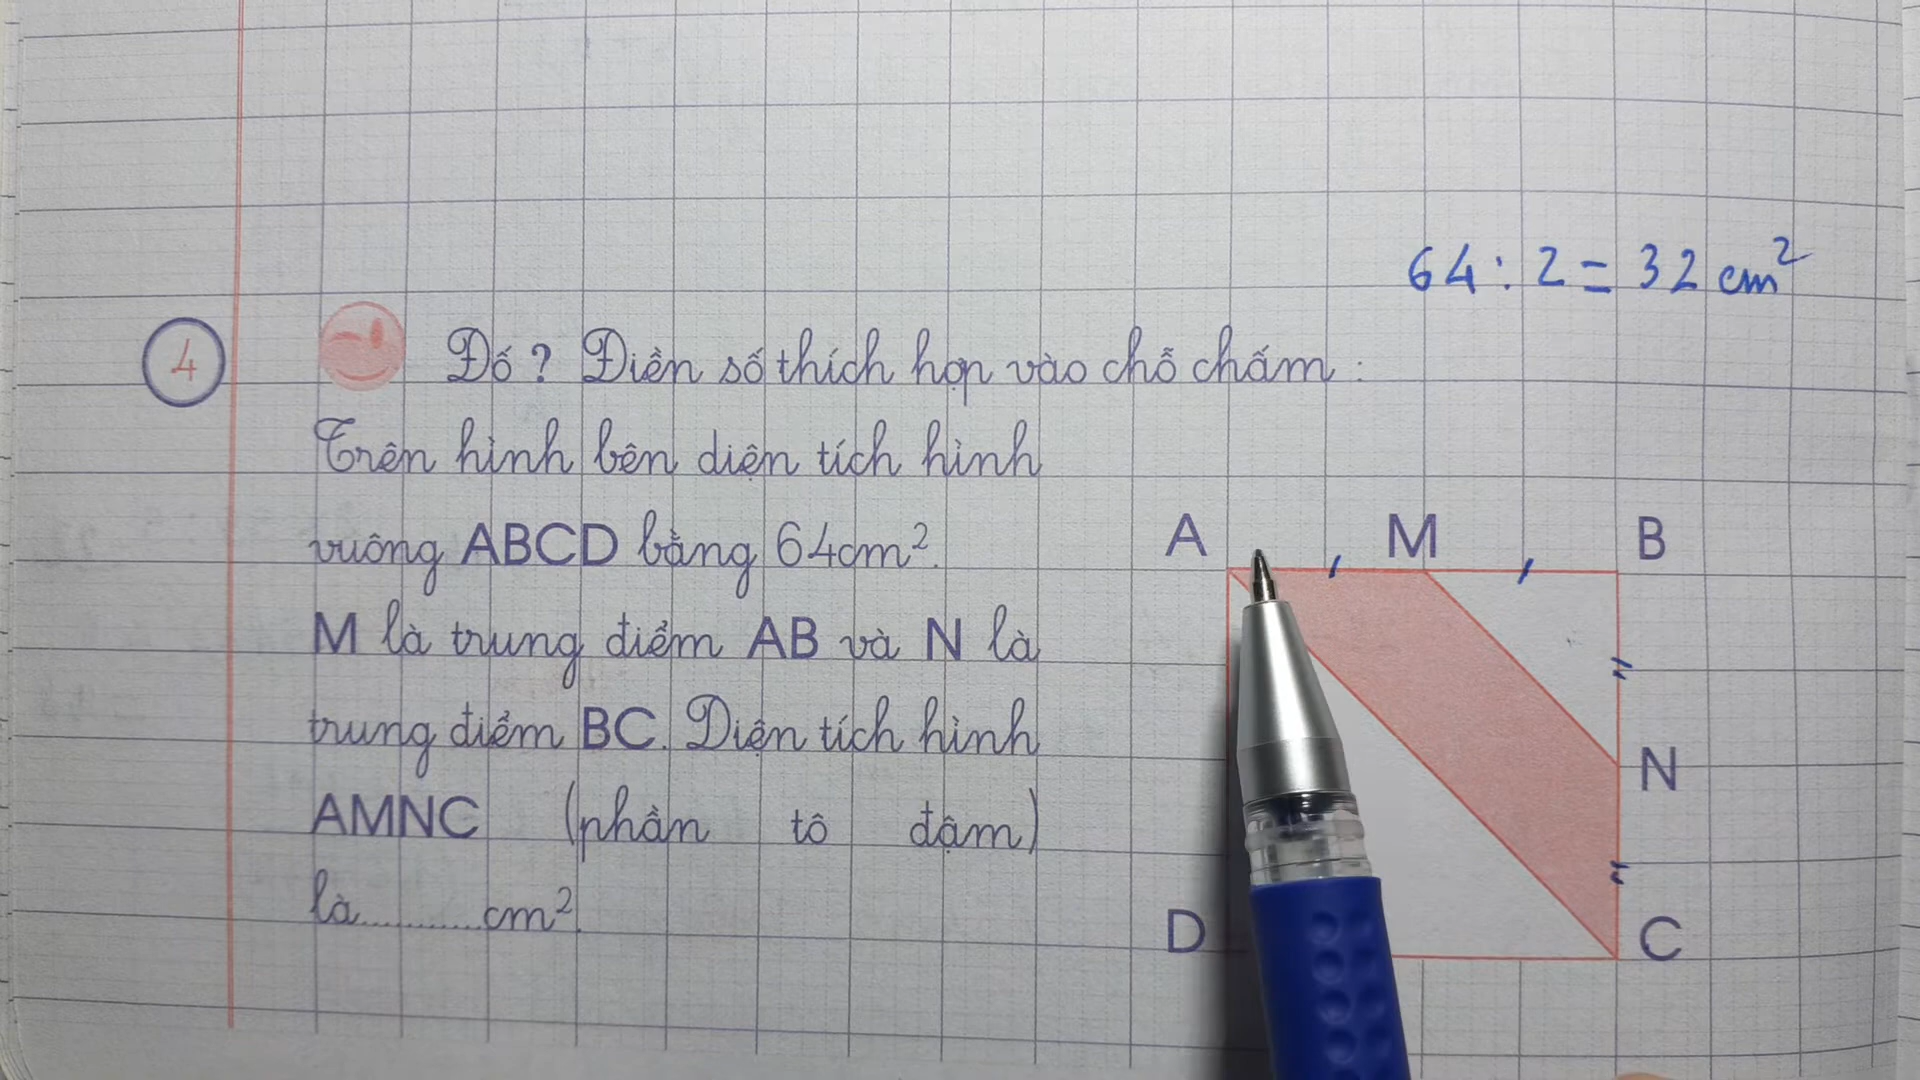 64 : 2 = 32 cm²
4 Đố ? Điền số thích hợp vào chỗ chấm :
Trên hình bên diện tích hình
vuông ABCD bằng 64cm².
M là trung điểm AB và N là
trung điểm BC. Diện tích hình
AMNC (phần tô đậm)
là...........cm².
A M B
N
D C